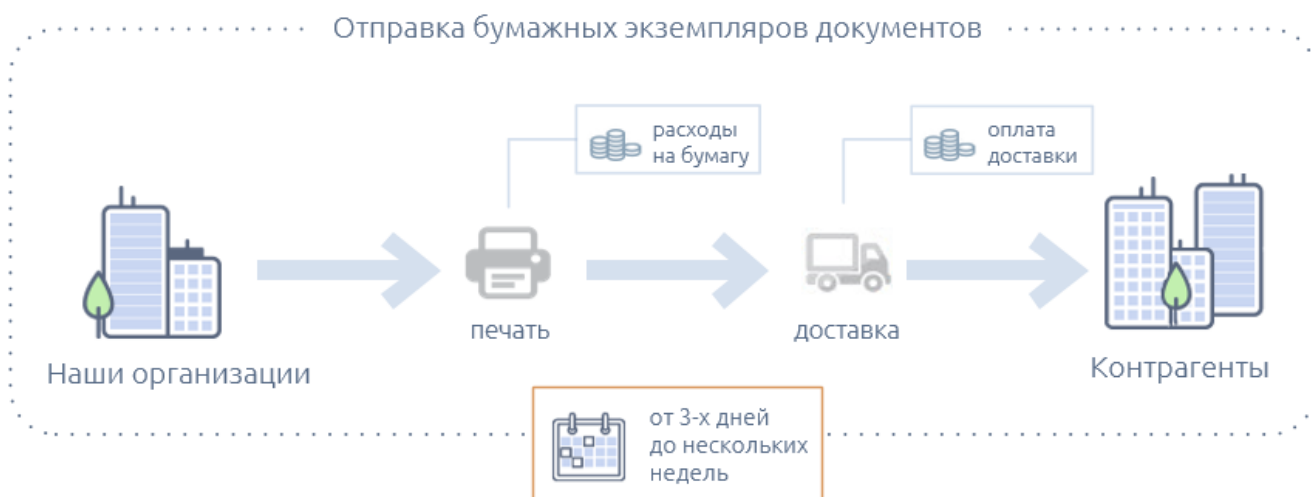 Отправка бумажных экземпляров документов
расходы
на бумагу
оплата
доставки
печать
доставка
Наши организации
Контрагенты
от 3-х дней
до нескольких
недель